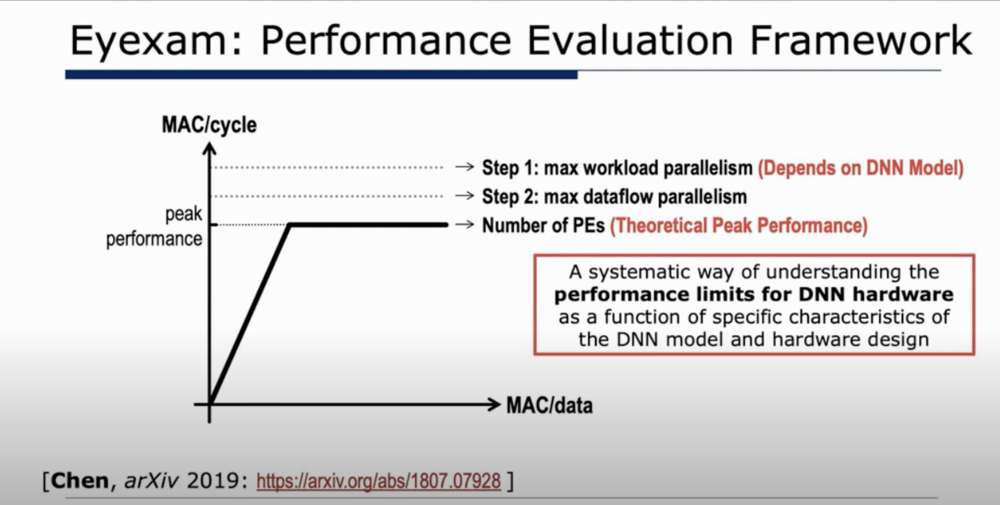 Eyexam: Performance Evaluation Framework
MAC/cycle
Step 1: max workload parallelism (Depends on DNN Model)
Step 2: max dataflow parallelism
peak
performance
Number of PEs (Theoretical Peak Performance)
A systematic way of understanding the
performance limits for DNN hardware
as a function of specific characteristics of
the DNN model and hardware design
MAC/data
[Chen, arXiv 2019: https://arxiv.org/abs/1807.07928 ]